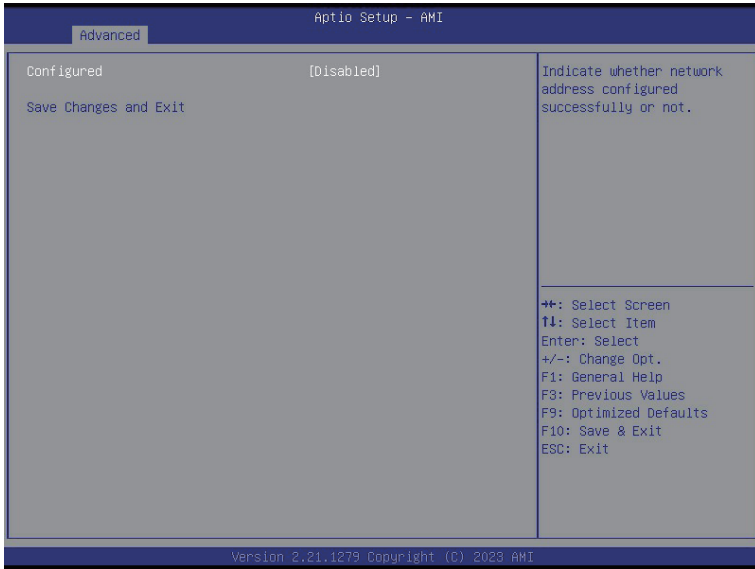 Aptio Setup – AMI
Advanced
Configured [Disabled]
Save Changes and Exit
Indicate whether network
address configured
successfully or not.
→←: Select Screen
↑↓: Select Item
Enter: Select
+/-: Change Opt.
F1: General Help
F3: Previous Values
F9: Optimized Defaults
F10: Save & Exit
ESC: Exit
Version 2.21.1279 Copyright (C) 2023 AMI